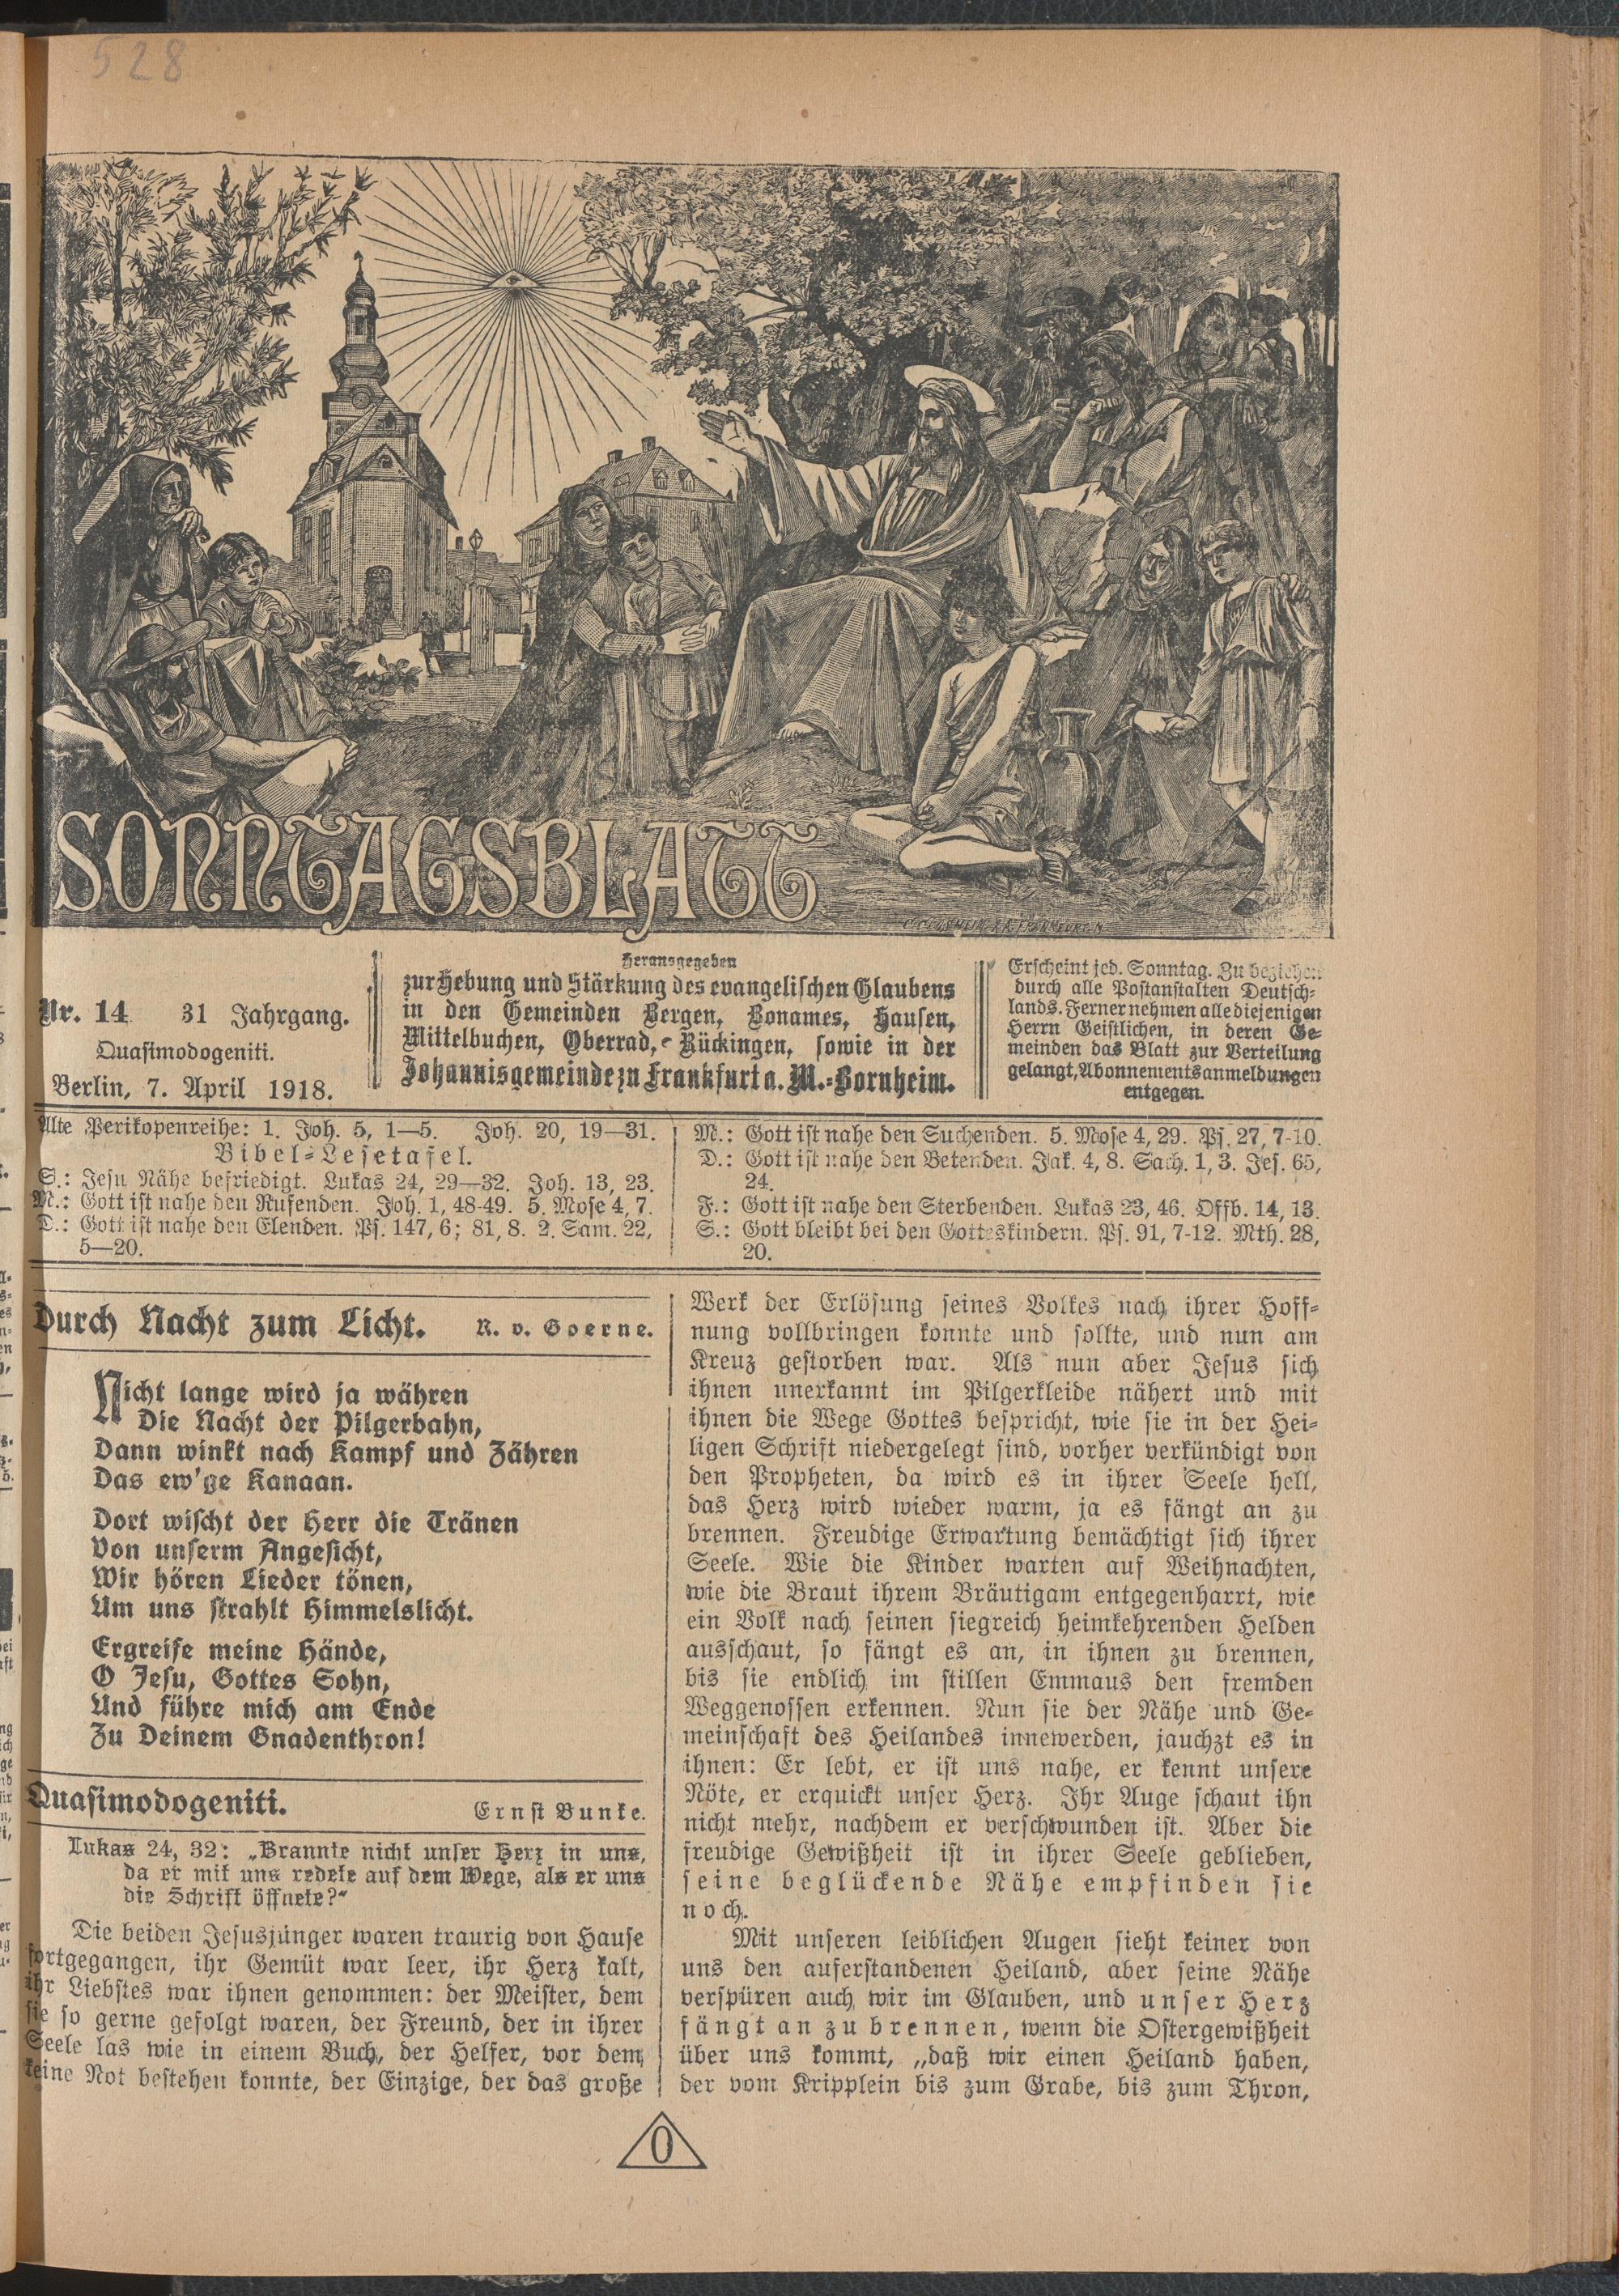 528
SONNTAGSBLATT
Nr. 14 31 Jahrgang.
Quasimodogeniti.
Berlin, 7. April 1918.
Herausgegeben
zur Hebung und Stärkung des evangelischen Glaubens
in den Gemeinden Bergen, Bonames, Hausen,
Mittelbuchen, Oberrad, Rückingen, sowie in der
Johannisgemeinde zu Frankfurt a. M.-Bornheim.
Erscheint jed. Sonntag. Zu beziehen
durch alle Postanstalten Deutsch-
lands. Ferner nehmen alle diejenigen
Herrn Geistlichen, in deren Ge-
meinden das Blatt zur Verteilung
gelangt, Abonnementsanmeldungen
entgegen.
Alte Perikopenreihe: 1. Joh. 5, 1—5. Joh. 20, 19—31.
Bibel-Lesetafel.
S.: Jesu Nähe befriedigt. Lukas 24, 29—32. Joh. 13, 23.
M.: Gott ist nahe den Rufenden. Joh. 1, 48-49. 5. Mose 4, 7.
D.: Gott ist nahe den Elenden. Ps. 147, 6; 81, 8. 2. Sam. 22,
5—20.
M.: Gott ist nahe den Suchenden. 5. Mose 4, 29. Ps. 27, 7-10.
D.: Gott ist nahe den Betenden. Jak. 4, 8. Sach. 1, 3. Jes. 65,
24.
F.: Gott ist nahe den Sterbenden. Lukas 23, 46. Offb. 14, 13.
S.: Gott bleibt bei den Gotteskindern. Ps. 91, 7-12. Mth. 28,
20.
Durch Nacht zum Licht. R. v. Goerne.
Nicht lange wird ja währen
Die Nacht der Pilgerbahn,
Dann winkt nach Kampf und Zähren
Das ew'ge Kanaan.
Dort wischt der Herr die Tränen
Von unserm Angesicht,
Wir hören Lieder tönen,
Um uns strahlt Himmelslicht.
Ergreife meine Hände,
O Jesu, Gottes Sohn,
Und führe mich am Ende
Zu Deinem Gnadenthron!
Quasimodogeniti. Ernst Bunke.
Lukas 24, 32: „Brannte nicht unser Herz in uns,
da er mit uns redete auf dem Wege, als er uns
die Schrift öffnete?“
Die beiden Jesusjünger waren traurig von Hause
fortgegangen, ihr Gemüt war leer, ihr Herz kalt,
ihr Liebstes war ihnen genommen: der Meister, dem
sie so gerne gefolgt waren, der Freund, der in ihrer
Seele las wie in einem Buch, der Helfer, vor dem
keine Not bestehen konnte, der Einzige, der das große
Werk der Erlösung seines Volkes nach ihrer Hoff-
nung vollbringen konnte und sollte, und nun am
Kreuz gestorben war. Als nun aber Jesus sich
ihnen unerkannt im Pilgerkleide nähert und mit
ihnen die Wege Gottes bespricht, wie sie in der Hei-
ligen Schrift niedergelegt sind, vorher verkündigt von
den Propheten, da wird es in ihrer Seele hell,
das Herz wird wieder warm, ja es fängt an zu
brennen. Freudige Erwartung bemächtigt sich ihrer
Seele. Wie die Kinder warten auf Weihnachten,
wie die Braut ihrem Bräutigam entgegenharrt, wie
ein Volk nach seinen siegreich heimkehrenden Helden
ausschaut, so fängt es an, in ihnen zu brennen,
bis sie endlich im stillen Emmaus den fremden
Weggenossen erkennen. Nun sie der Nähe und Ge-
meinschaft des Heilandes innewerden, jauchzt es in
ihnen: Er lebt, er ist uns nahe, er kennt unsere
Nöte, er erquickt unser Herz. Ihr Auge schaut ihn
nicht mehr, nachdem er verschwunden ist. Aber die
freudige Gewißheit ist in ihrer Seele geblieben,
seine beglückende Nähe empfinden sie
noch.
Mit unseren leiblichen Augen sieht keiner von
uns den auferstandenen Heiland, aber seine Nähe
verspüren auch wir im Glauben, und unser Herz
fängt an zu brennen, wenn die Ostergewißheit
über uns kommt, „daß wir einen Heiland haben,
der vom Kripplein bis zum Grabe, bis zum Thron,
0